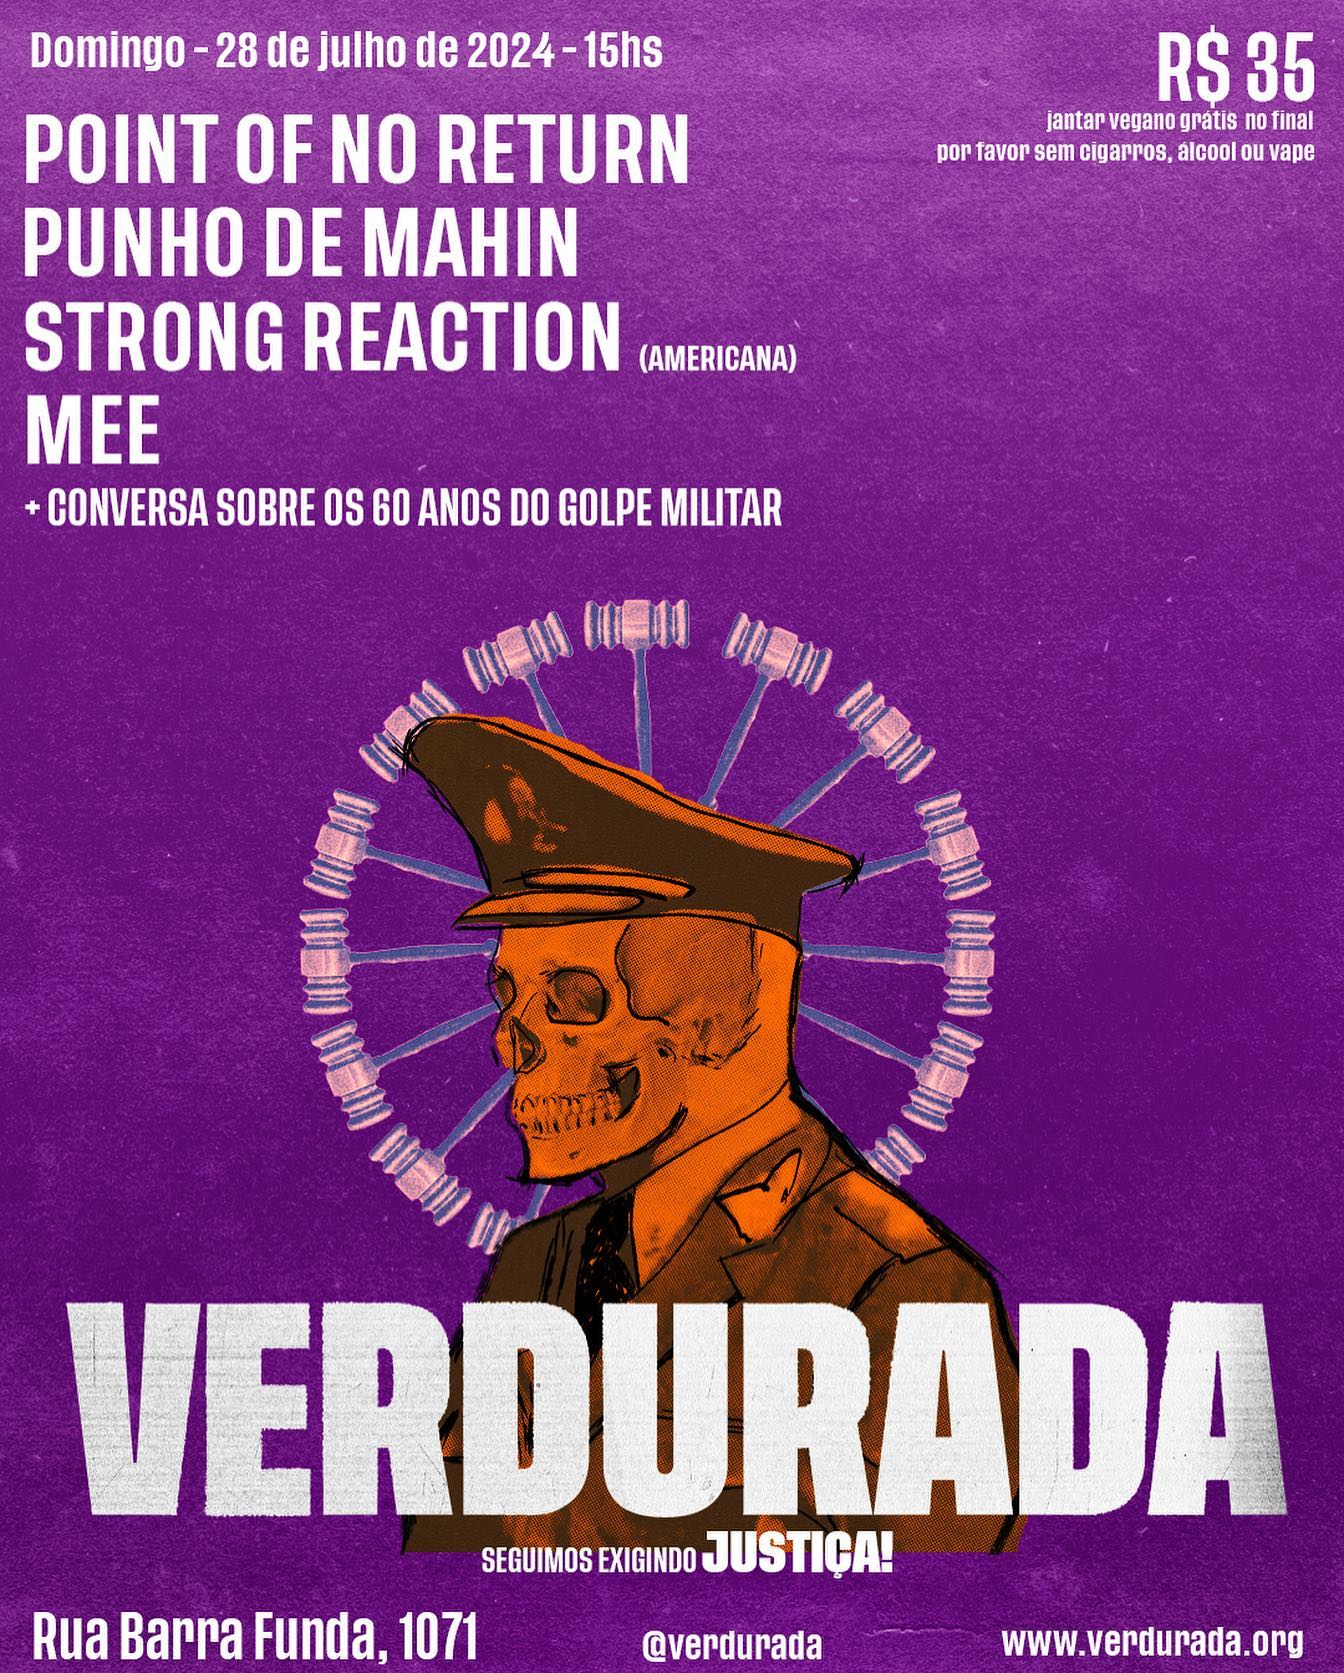 Domingo - 28 de julho de 2024 - 15hs
R$ 35
jantar vegano grátis no final
por favor sem cigarros, álcool ou vape
POINT OF NO RETURN
PUNHO DE MAHIN
STRONG REACTION (AMERICANA)
MEE
+ CONVERSA SOBRE OS 60 ANOS DO GOLPE MILITAR
VERDURADA
SEGUIMOS EXIGINDO JUSTIÇA!
Rua Barra Funda, 1071
@verdurada
www.verdurada.org